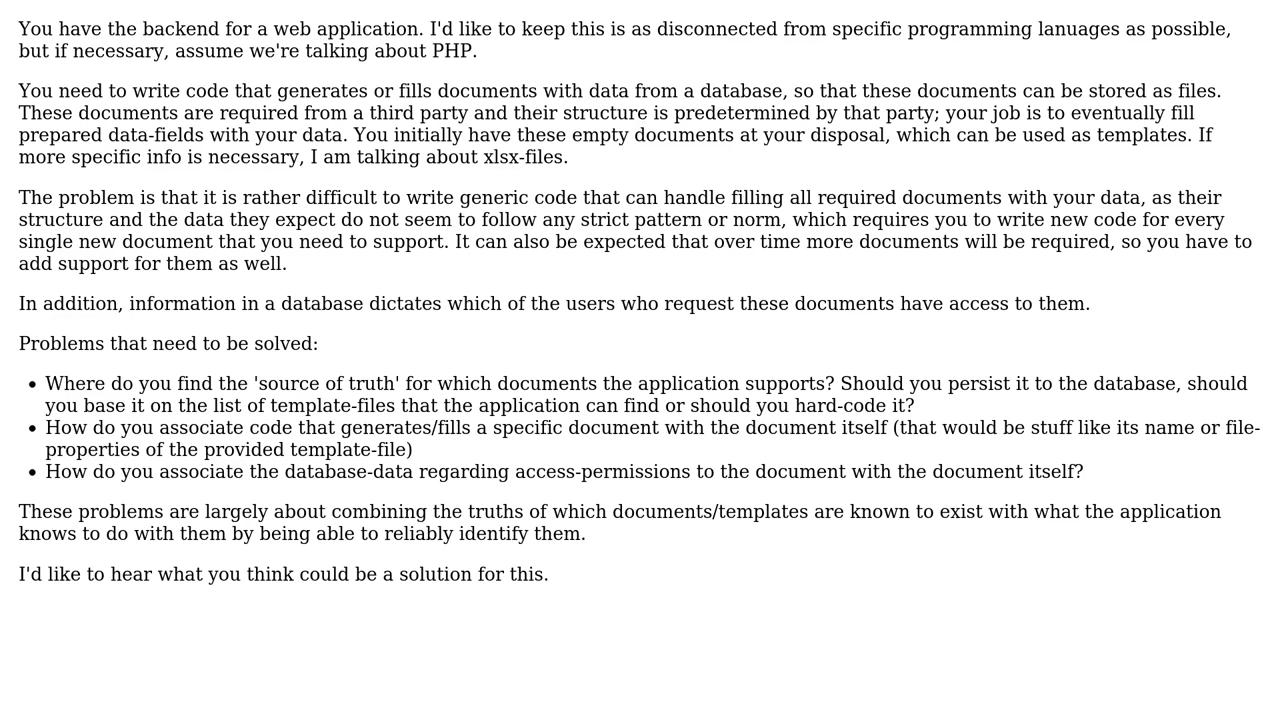 You have the backend for a web application. I'd like to keep this is as disconnected from specific programming lanuages as possible,
but if necessary, assume we're talking about PHP.
You need to write code that generates or fills documents with data from a database, so that these documents can be stored as files.
These documents are required from a third party and their structure is predetermined by that party; your job is to eventually fill
prepared data-fields with your data. You initially have these empty documents at your disposal, which can be used as templates. If
more specific info is necessary, I am talking about xlsx-files.
The problem is that it is rather difficult to write generic code that can handle filling all required documents with your data, as their
structure and the data they expect do not seem to follow any strict pattern or norm, which requires you to write new code for every
single new document that you need to support. It can also be expected that over time more documents will be required, so you have to
add support for them as well.
In addition, information in a database dictates which of the users who request these documents have access to them.
Problems that need to be solved:
• Where do you find the 'source of truth' for which documents the application supports? Should you persist it to the database, should
you base it on the list of template-files that the application can find or should you hard-code it?
• How do you associate code that generates/fills a specific document with the document itself (that would be stuff like its name or file-
properties of the provided template-file)
• How do you associate the database-data regarding access-permissions to the document with the document itself?
These problems are largely about combining the truths of which documents/templates are known to exist with what the application
knows to do with them by being able to reliably identify them.
I'd like to hear what you think could be a solution for this.